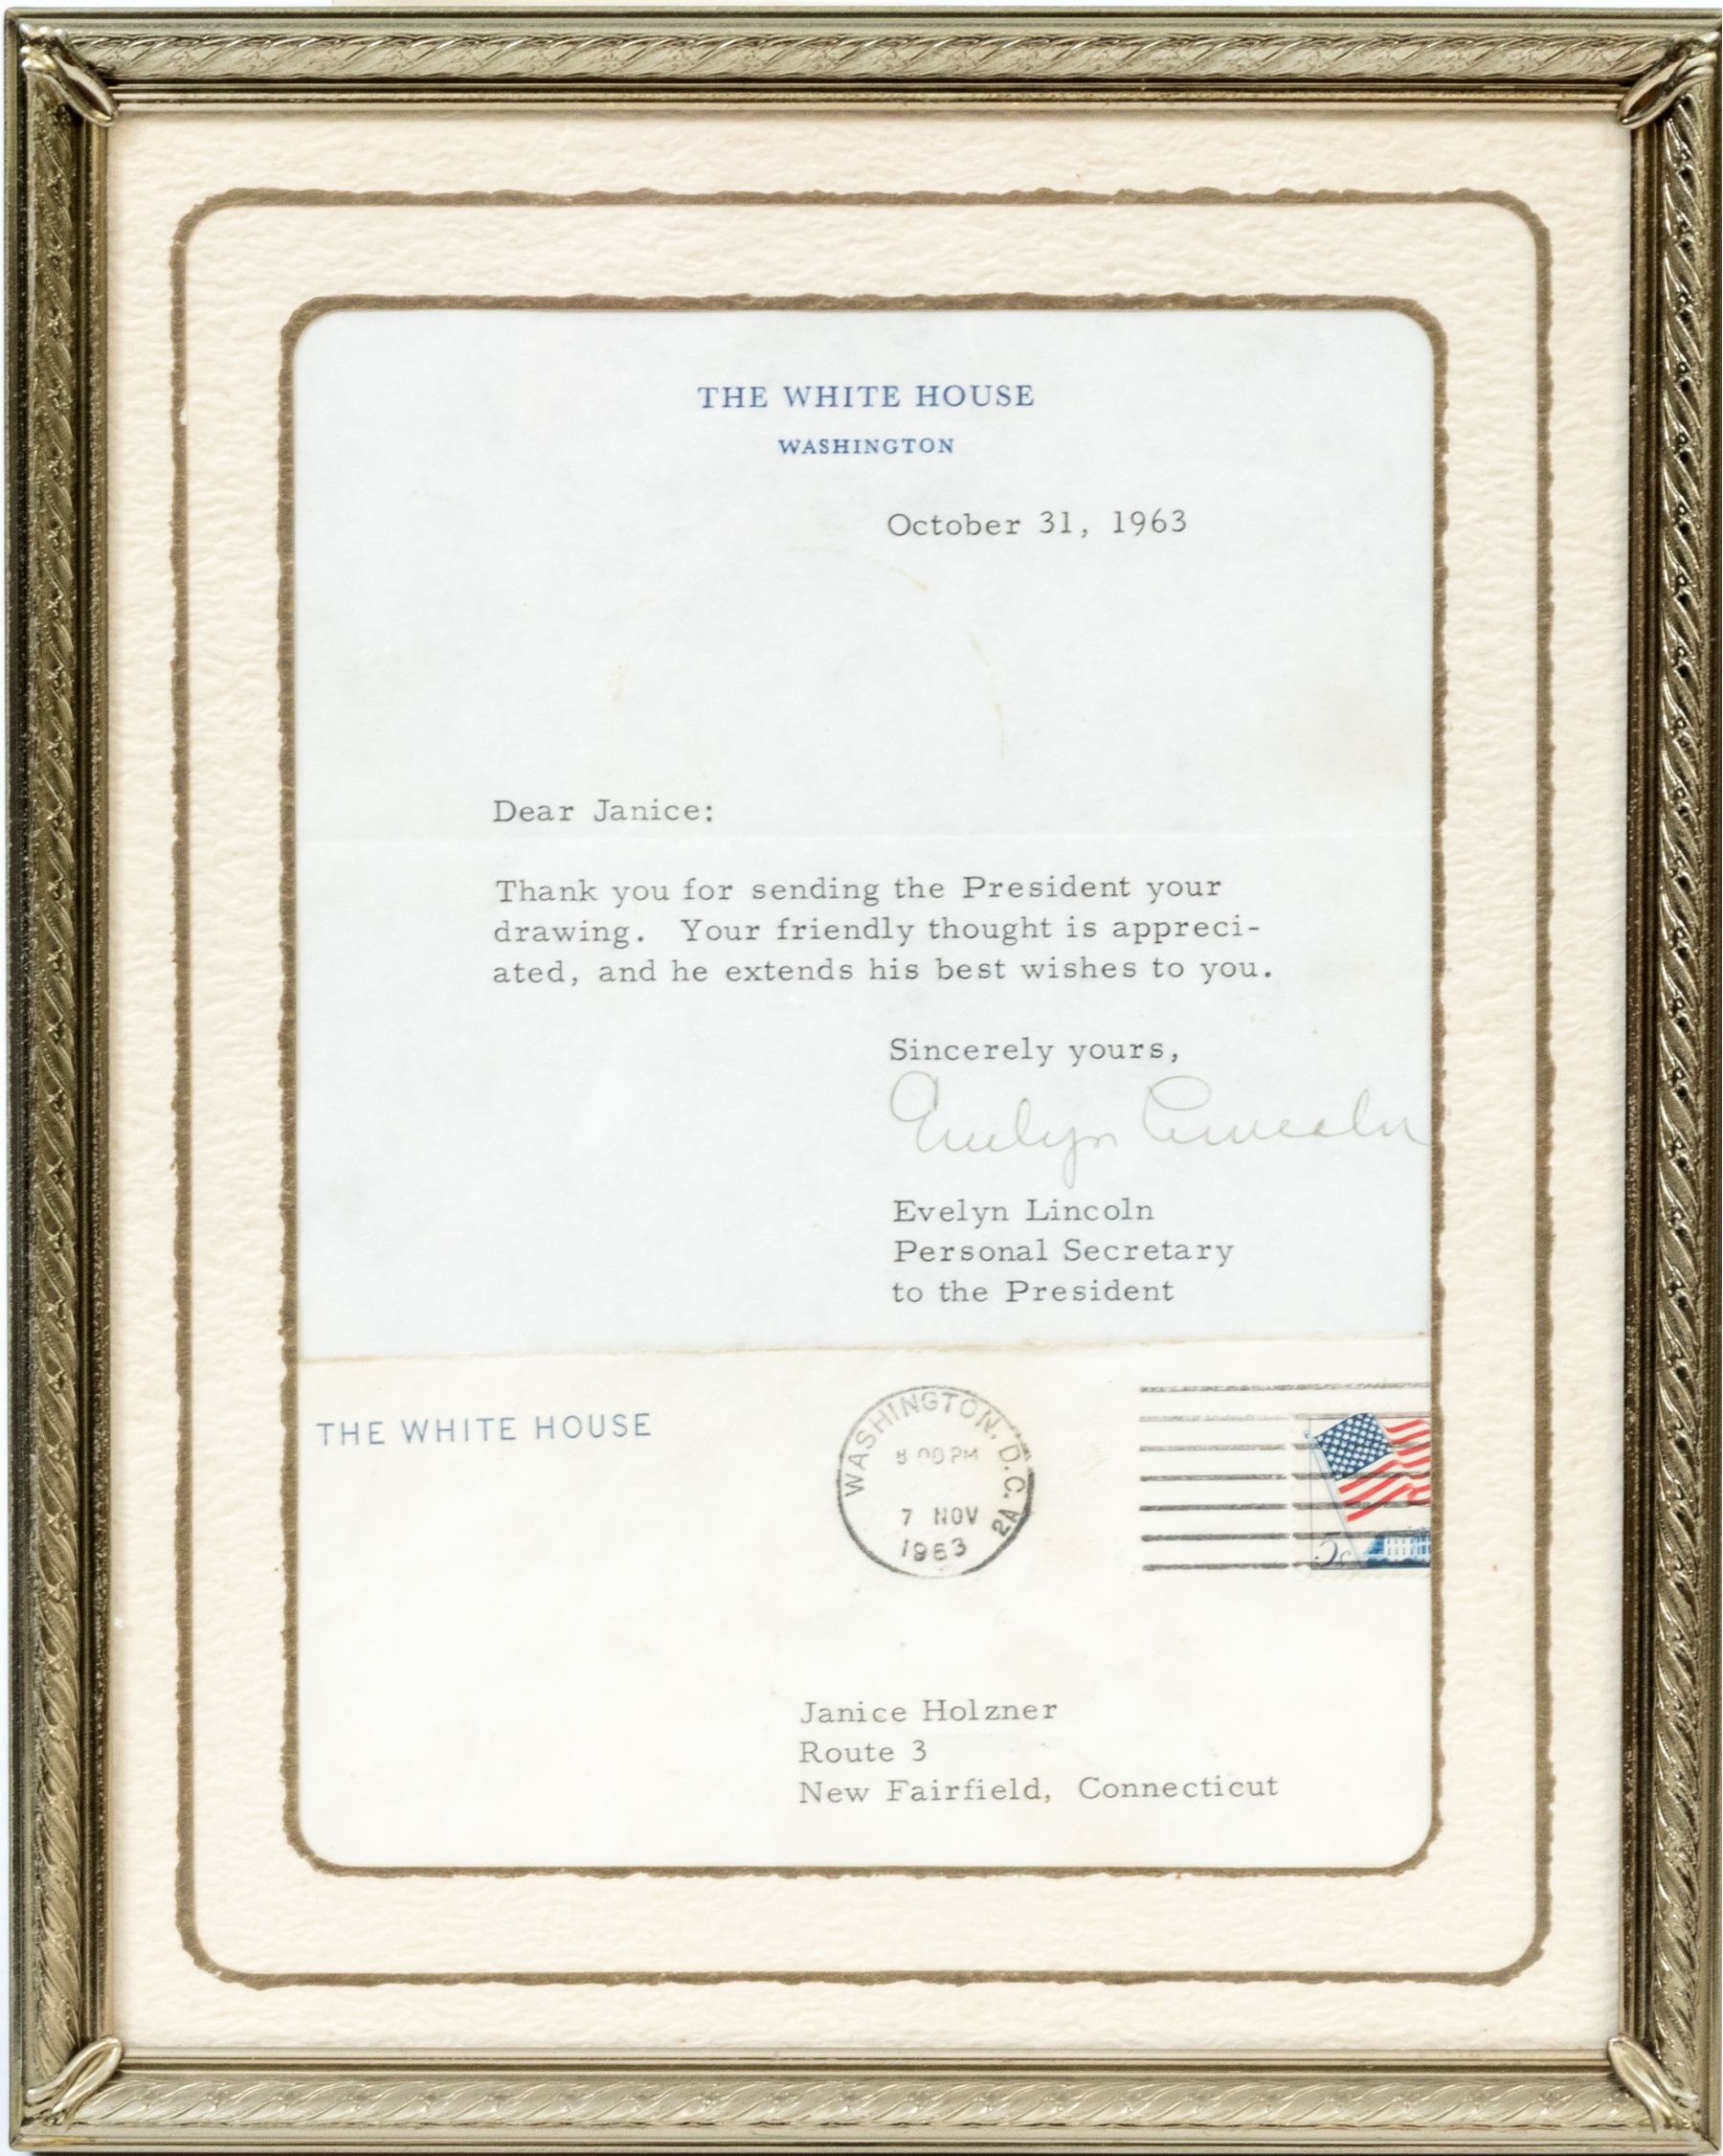 THE WHITE HOUSE
WASHINGTON
October 31, 1963
Dear Janice:
Thank you for sending the President your
drawing. Your friendly thought is appreci-
ated, and he extends his best wishes to you.
Sincerely yours,
Evelyn Lincoln
Evelyn Lincoln
Personal Secretary
to the President
THE WHITE HOUSE
WASHINGTON, D.C. 2A
8 00 PM
7 NOV
1963
5c
Janice Holzner
Route 3
New Fairfield, Connecticut